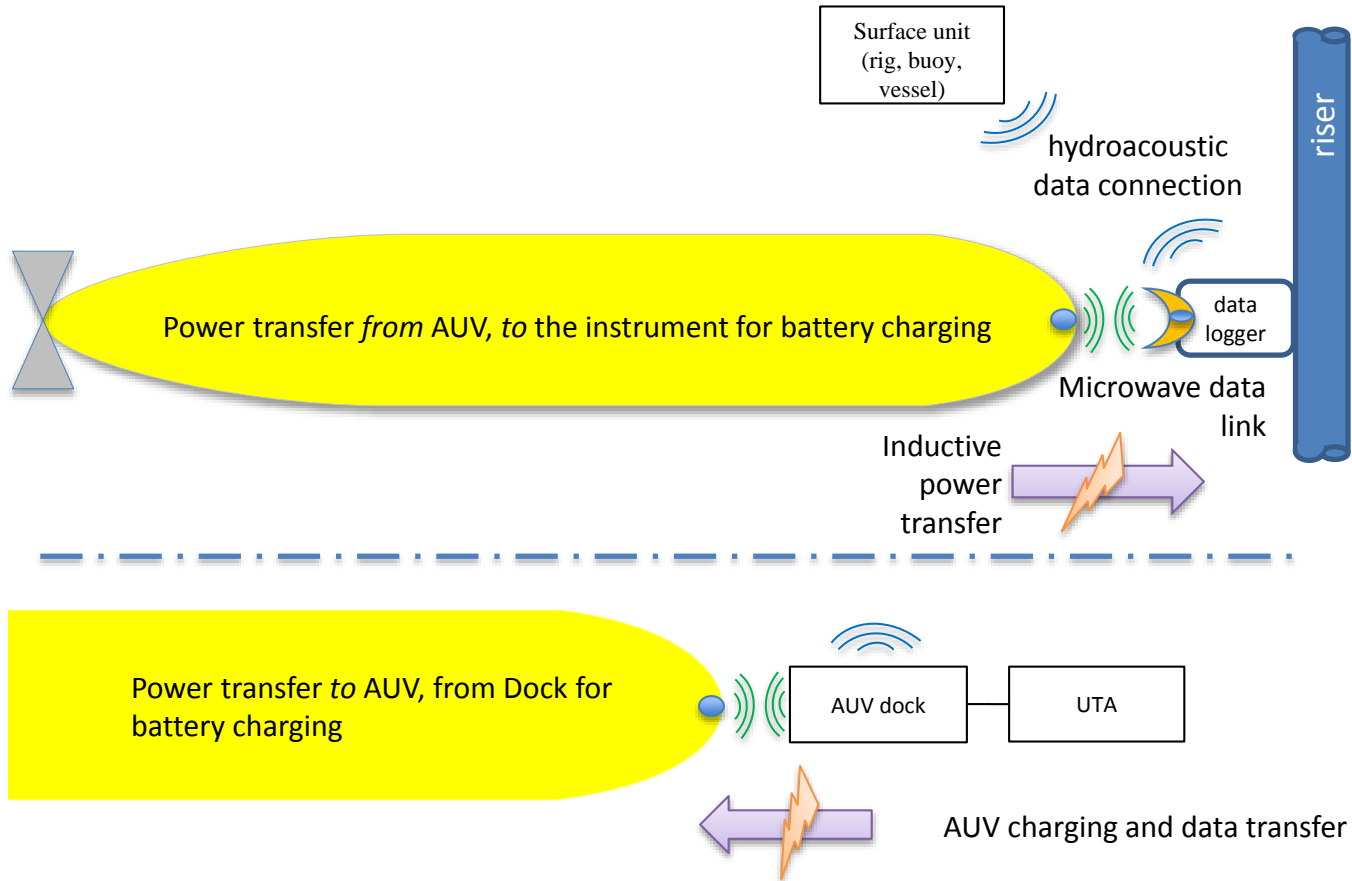 Surface unit
(rig, buoy,
vessel)
riser
hydroacoustic
data connection
Power transfer from AUV, to the instrument for battery charging
data
logger
Microwave data
link
Inductive
power
transfer
Power transfer to AUV, from Dock for
battery charging
AUV dock
UTA
AUV charging and data transfer